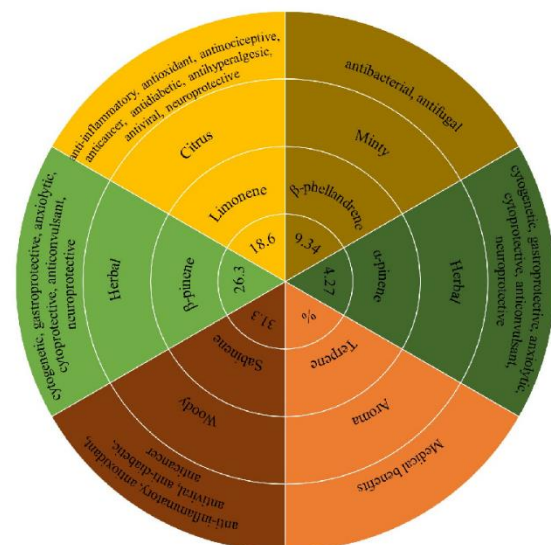 anti-inflammatory, antioxidant, antinociceptive,
anticancer, antidiabetic, antihyperalgesic,
antiviral, neuroprotective
Citrus
Limonene
18.6
antibacterial, antifugal
Minty
β-phellandrene
9.34
cytogenetic, gastroprotective, anxiolytic,
cytoprotective, anticonvulsant,
neuroprotective
Herbal
α-pinene
4.27
Medical benefits
Aroma
Terpene
%
anti-inflammatory, antioxidant,
antiviral, anti-diabetic,
anticancer
Woody
Sabinene
31.3
cytogenetic, gastroprotective, anxiolytic,
cytoprotective, anticonvulsant,
neuroprotective
Herbal
β-pinene
26.3